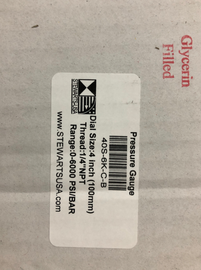 Glycerin
Filled
Pressure Gauge
40S-6K-C-B
Dial Size:4 inch (100mm)
Thread:1/4"NPT
Range:0-6000 PSI/BAR
www.STEWARTSUSA.com